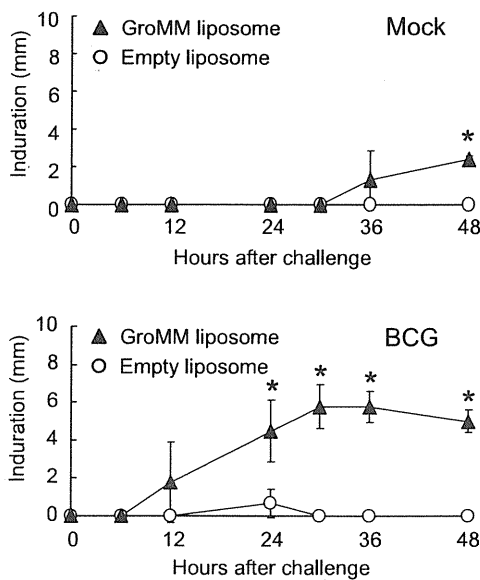 10
8
6
4
2
0
Induration (mm)
GroMM liposome
Empty liposome
Mock
*
0 12 24 36 48
Hours after challenge
10
8
6
4
2
0
Induration (mm)
GroMM liposome
Empty liposome
BCG
* * * *
0 12 24 36 48
Hours after challenge